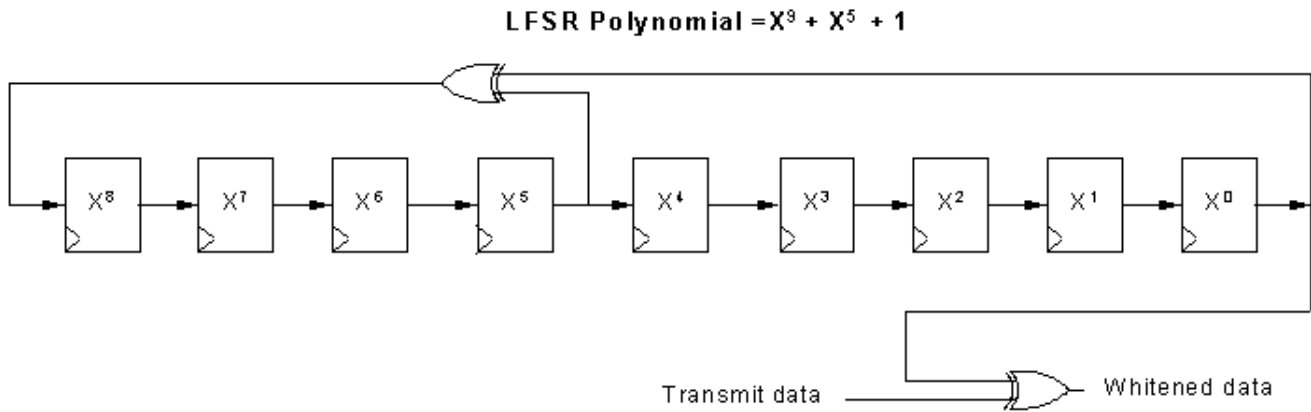 LFSR Polynomial = X⁹ + X⁵ + 1
X⁸ X⁷ X⁶ X⁵ X⁴ X³ X² X¹ X⁰
Transmit data
Whitened data